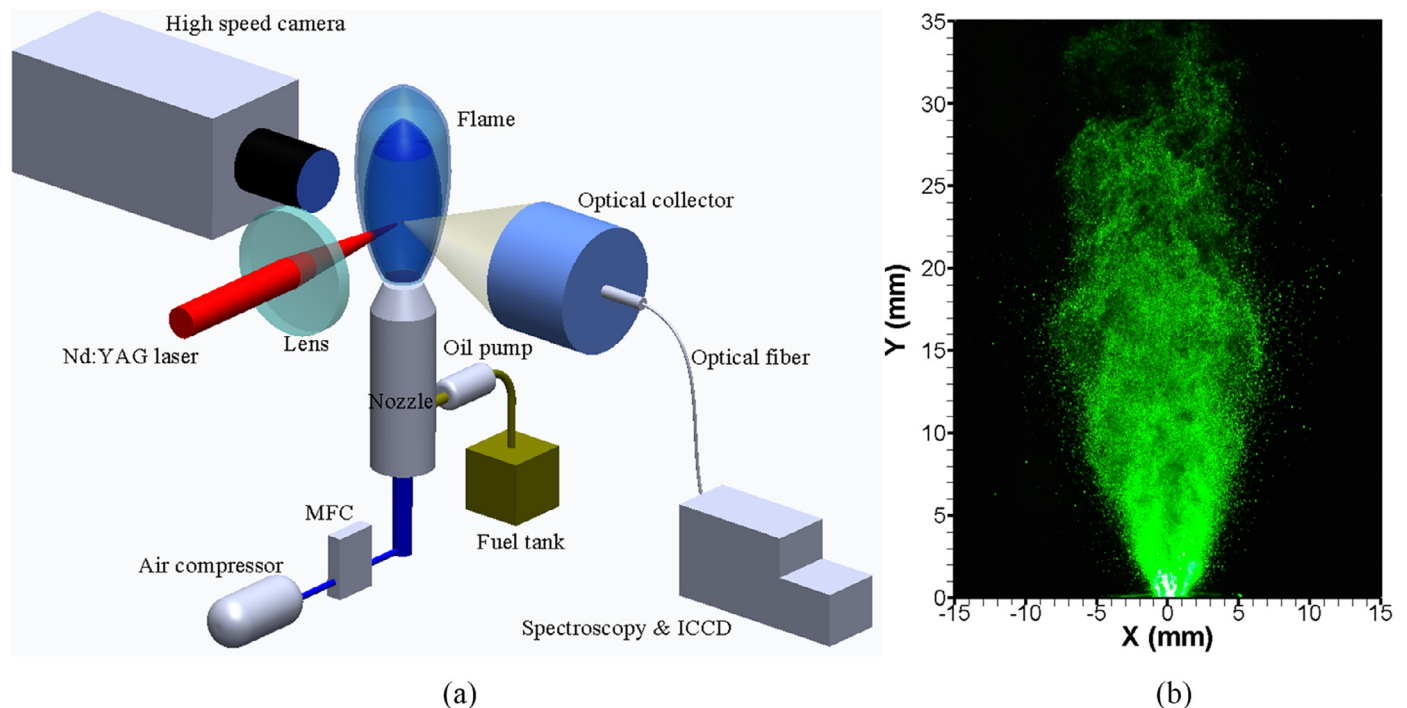 High speed camera
Flame
Optical collector
Nd:YAG laser
Lens
Oil pump
Optical fiber
Nozzle
MFC
Fuel tank
Air compressor
Spectroscopy & ICCD
(a)
35
30
25
20
15
10
5
0
Y (mm)
-15 -10 -5 0 5 10 15
X (mm)
(b)